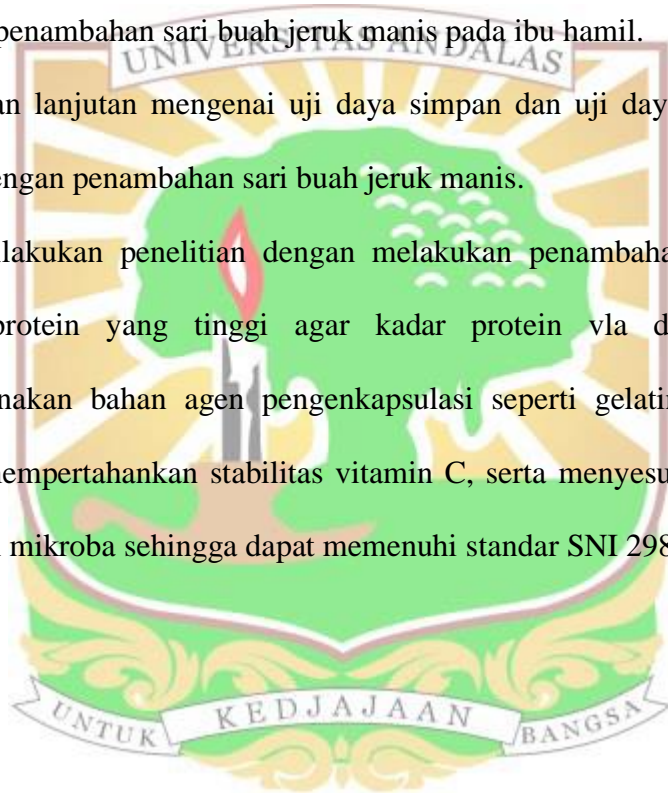 penambahan sari buah jeruk manis pada ibu hamil.
UNIVERSITAS ANDALAS
an lanjutan mengenai uji daya simpan dan uji day
engan penambahan sari buah jeruk manis.
lakukan penelitian dengan melakukan penambaha
protein yang tinggi agar kadar protein vla d
nakan bahan agen pengenkapsulasi seperti gelatin
mempertahankan stabilitas vitamin C, serta menyesu
mikroba sehingga dapat memenuhi standar SNI 298
UNTUK KEDJAJAAN BANGSA